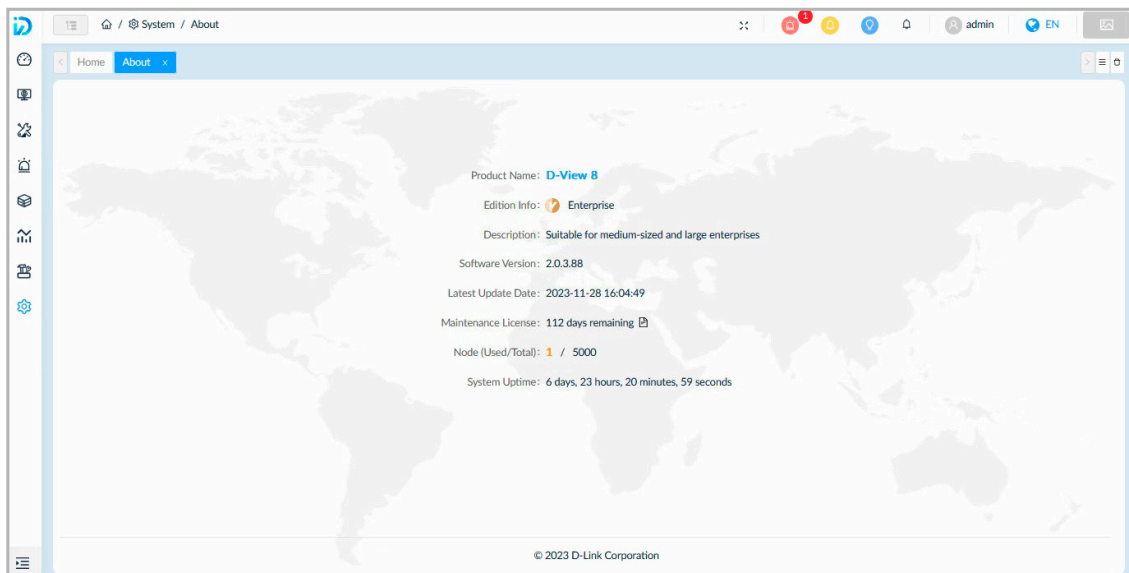 / System / About
1
admin
EN
Home
About ×
Product Name: D-View 8
Edition Info: Enterprise
Description: Suitable for medium-sized and large enterprises
Software Version: 2.0.3.88
Latest Update Date: 2023-11-28 16:04:49
Maintenance License: 112 days remaining
Node (Used/Total): 1 / 5000
System Uptime: 6 days, 23 hours, 20 minutes, 59 seconds
© 2023 D-Link Corporation